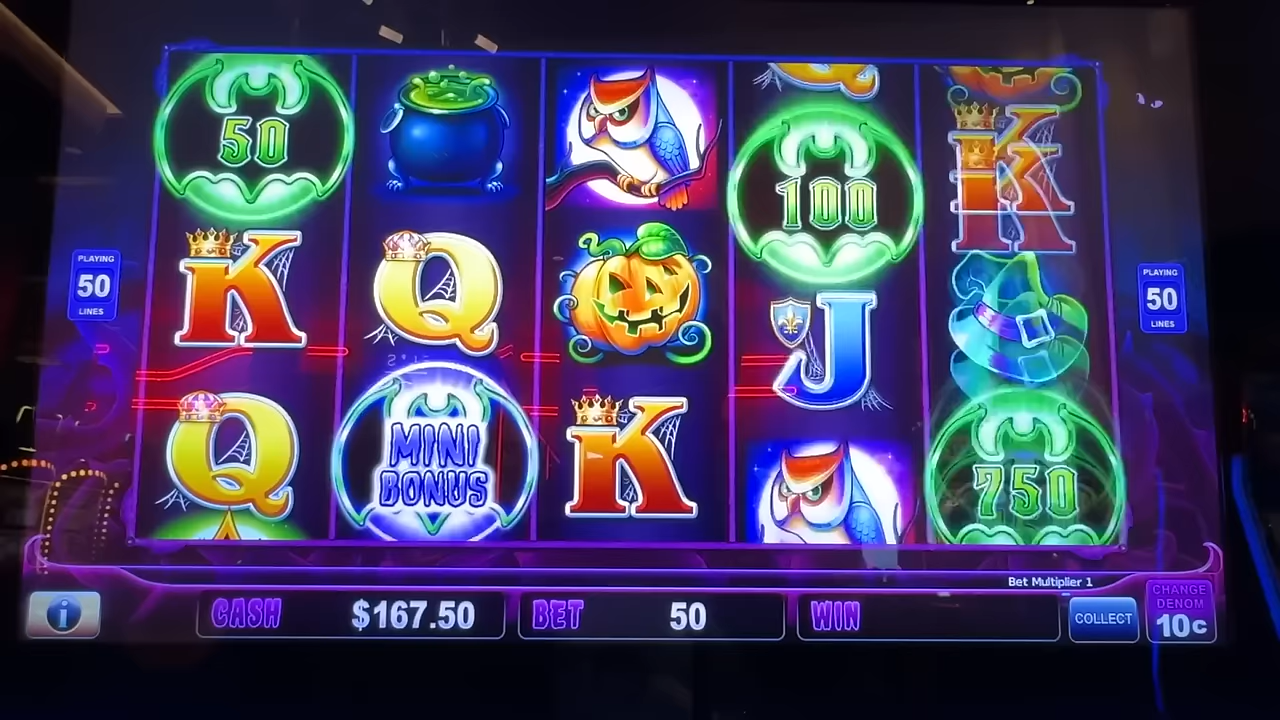 50
100
K
K
PLAYING
50
LINES
K
Q
PLAYING
50
LINES
J
Q
MINI
BONUS
K
750
Bet Multiplier 1
i
CASH $167.50
BET 50
WIN
COLLECT
CHANGE
DENOM
10c